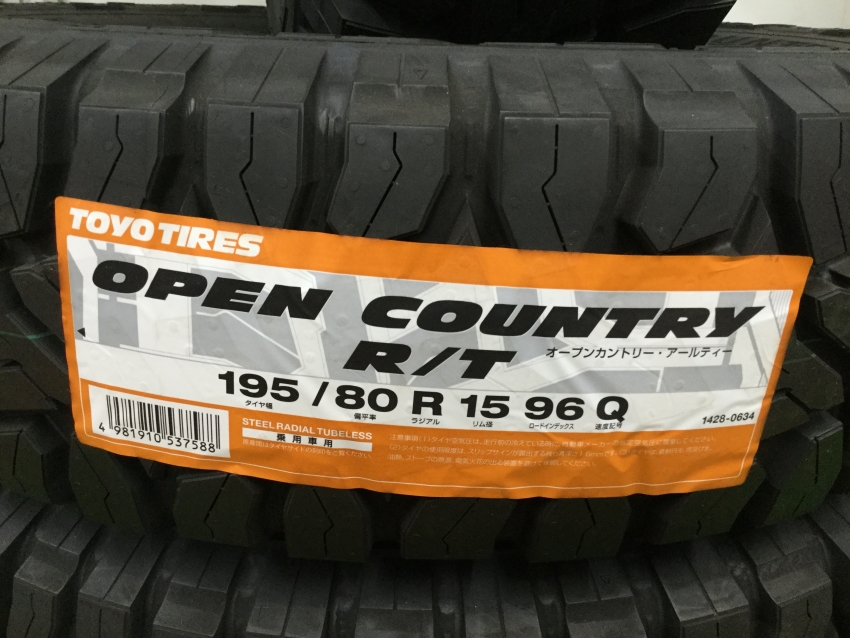 TOYO TIRES
OPEN COUNTRY
R/T
オープンカントリー・アールティー
195 / 80 R 15 96 Q
タイヤ幅 偏平率 ラジアル リム径 ロードインデックス 速度記号
1428-0634
4 981910 537588
STEEL RADIAL TUBELESS
乗用車用